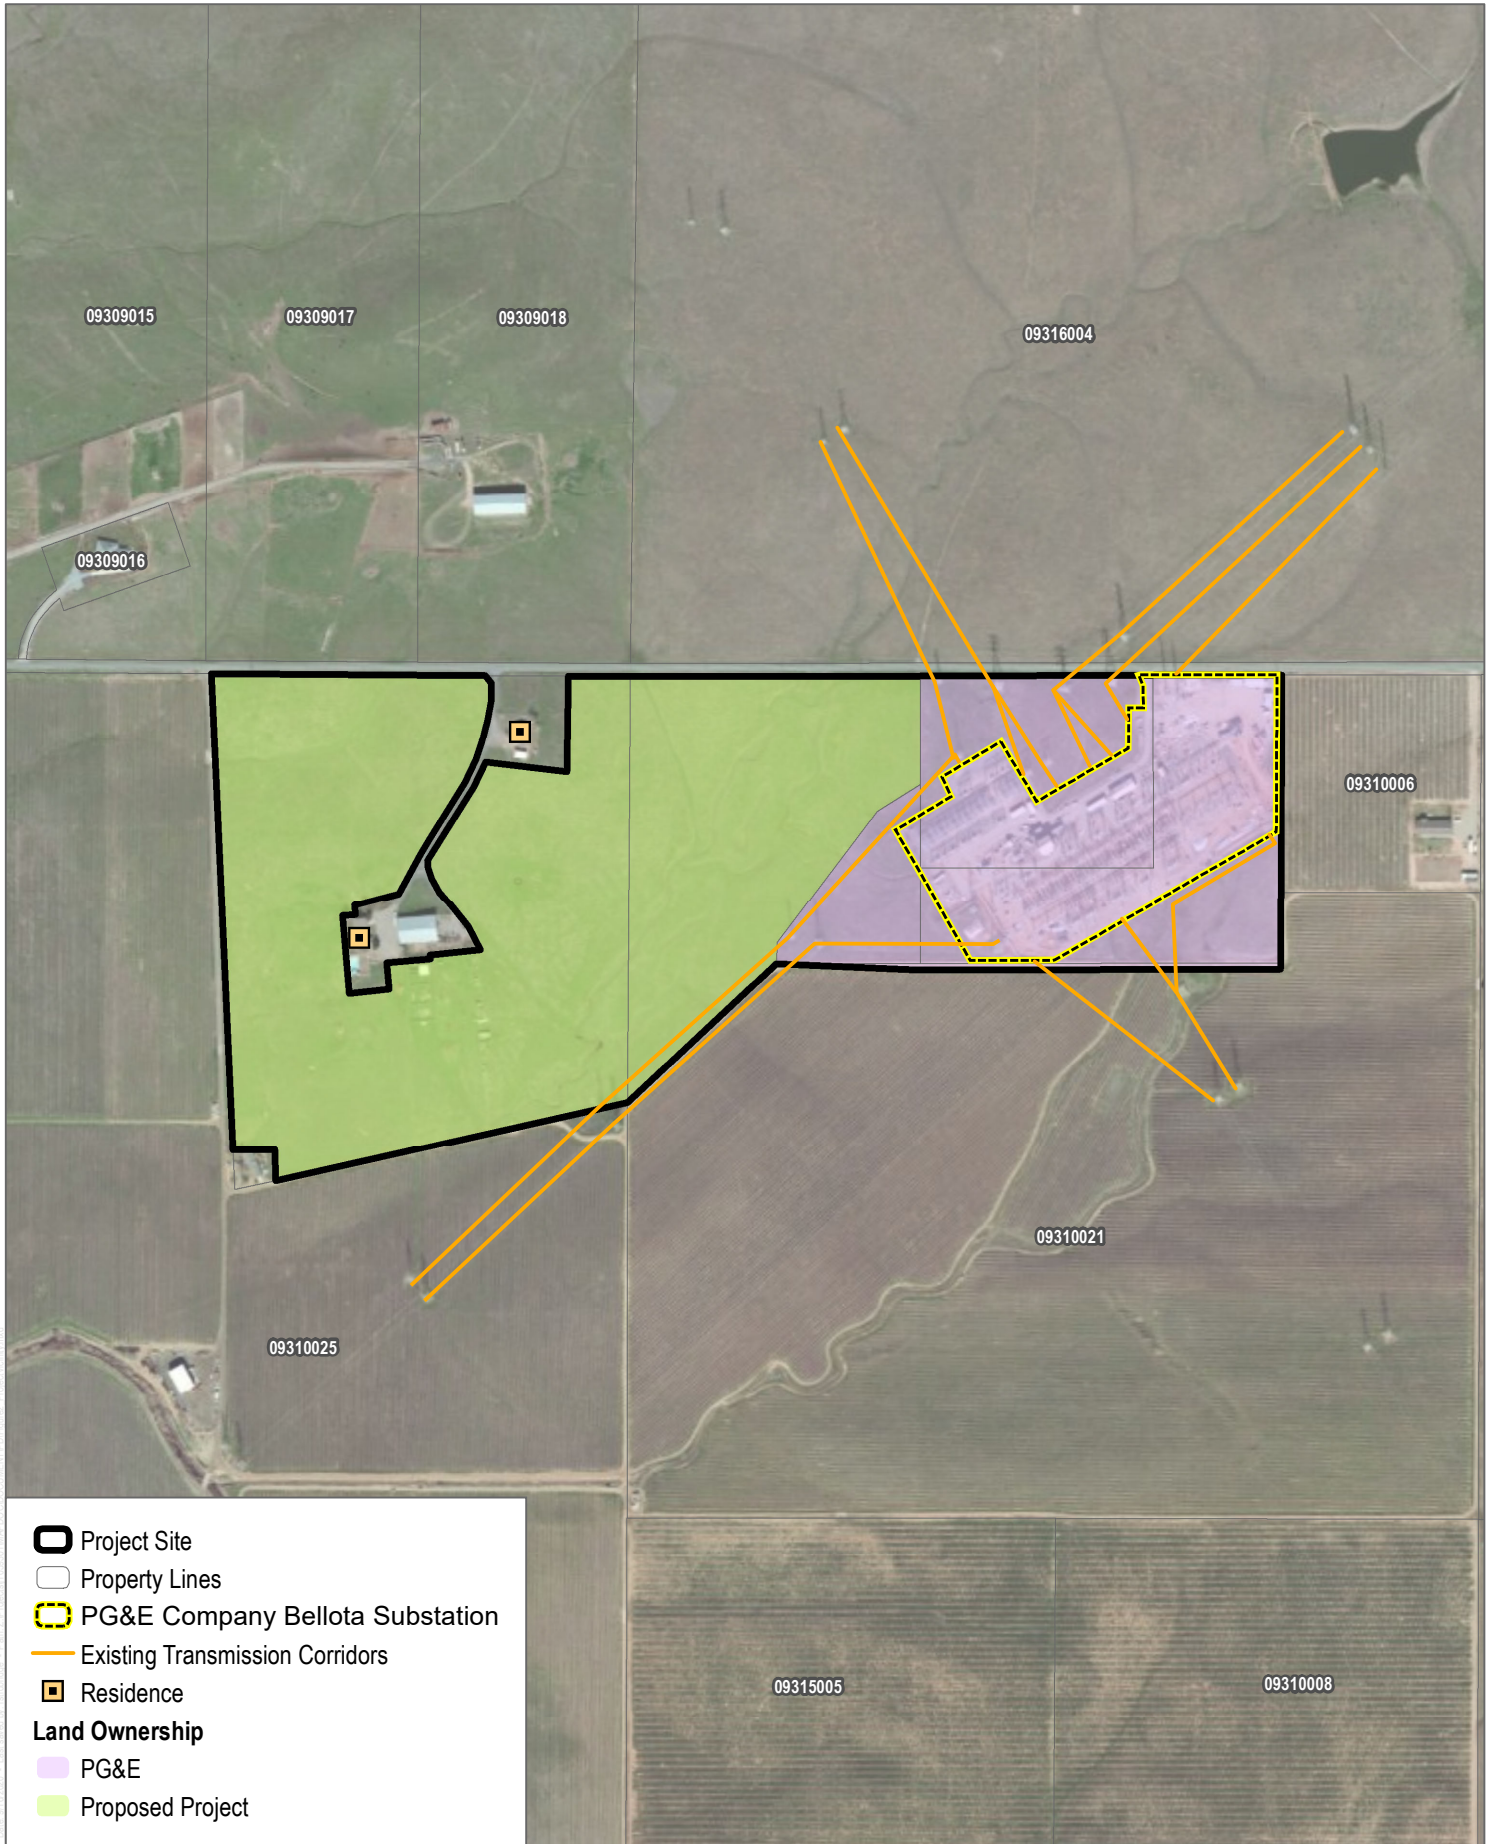 09309015
09309017
09309018
09316004
09309016
09310006
09310021
09310025
Project Site
Property Lines
PG&E Company Bellota Substation
Existing Transmission Corridors
Residence
Land Ownership
PG&E
Proposed Project
09315005
09310008